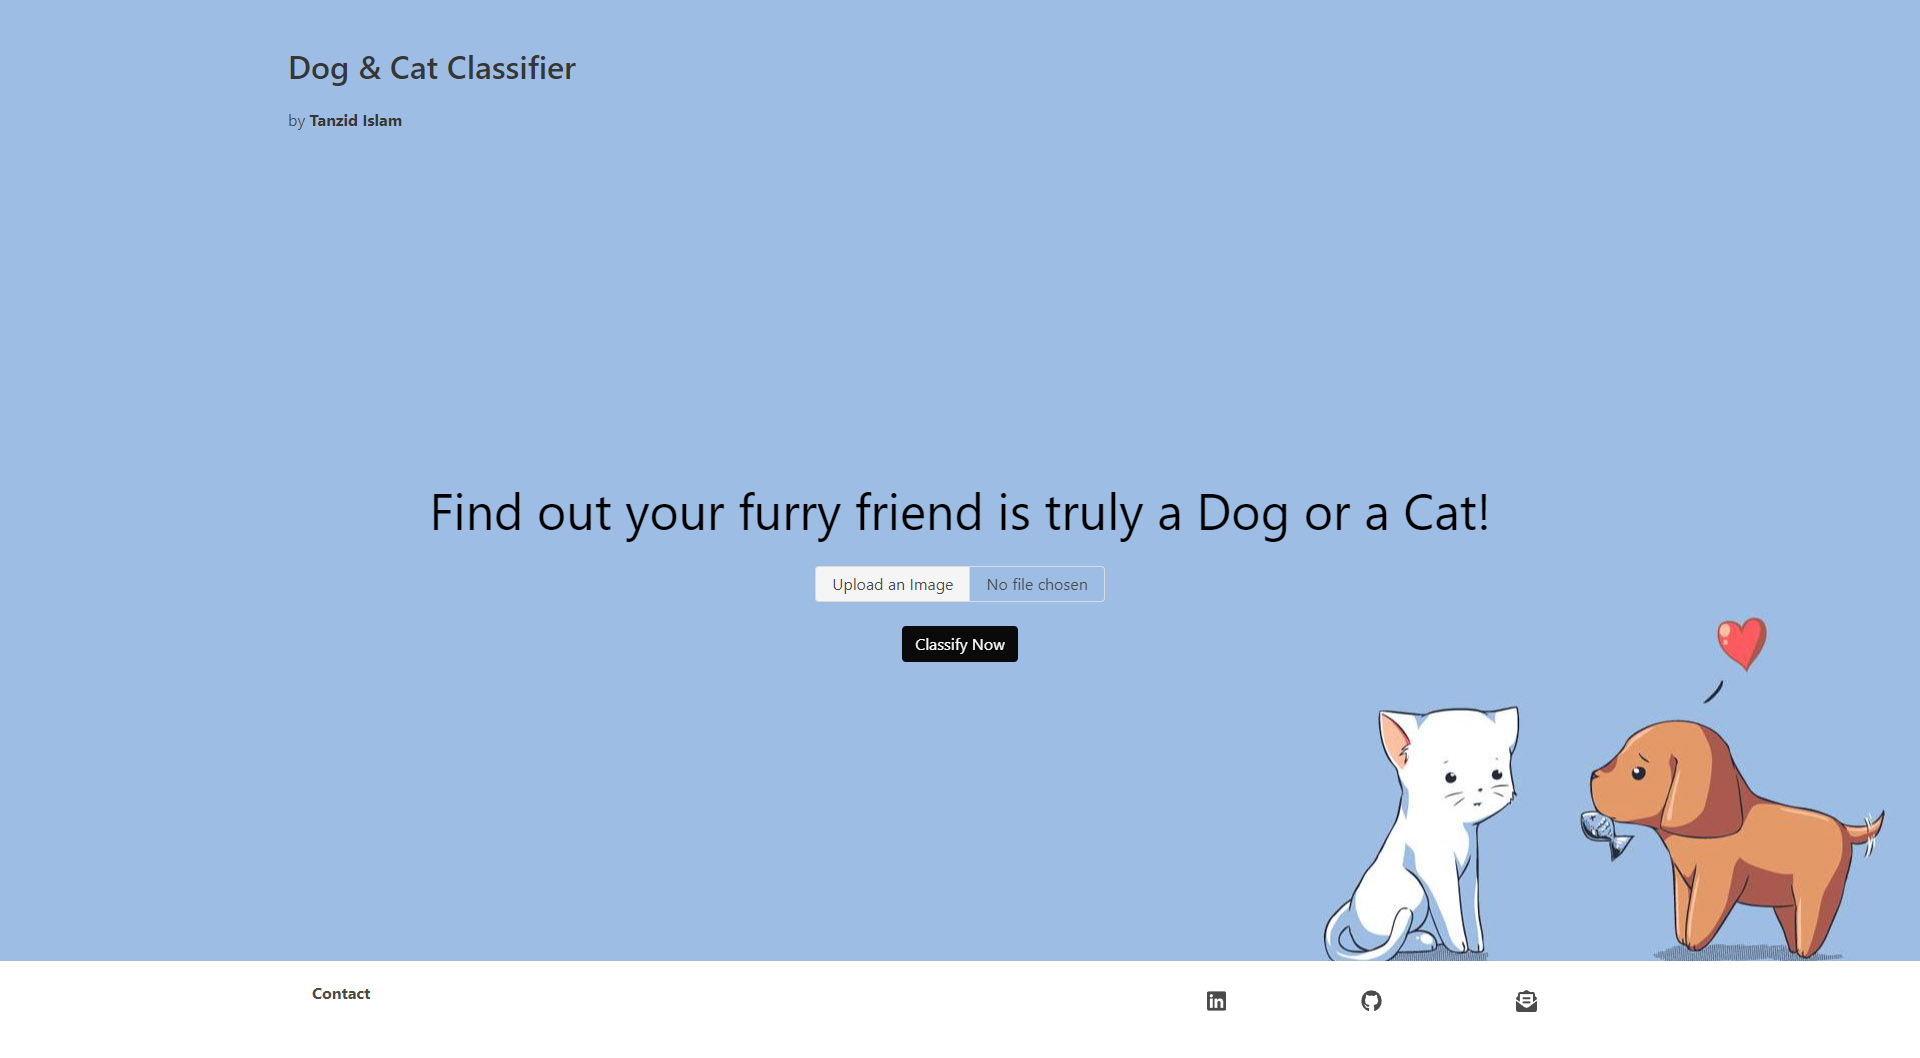 Dog & Cat Classifier
by Tanzid Islam
Find out your furry friend is truly a Dog or a Cat!
Upload an Image No file chosen
Classify Now
Contact